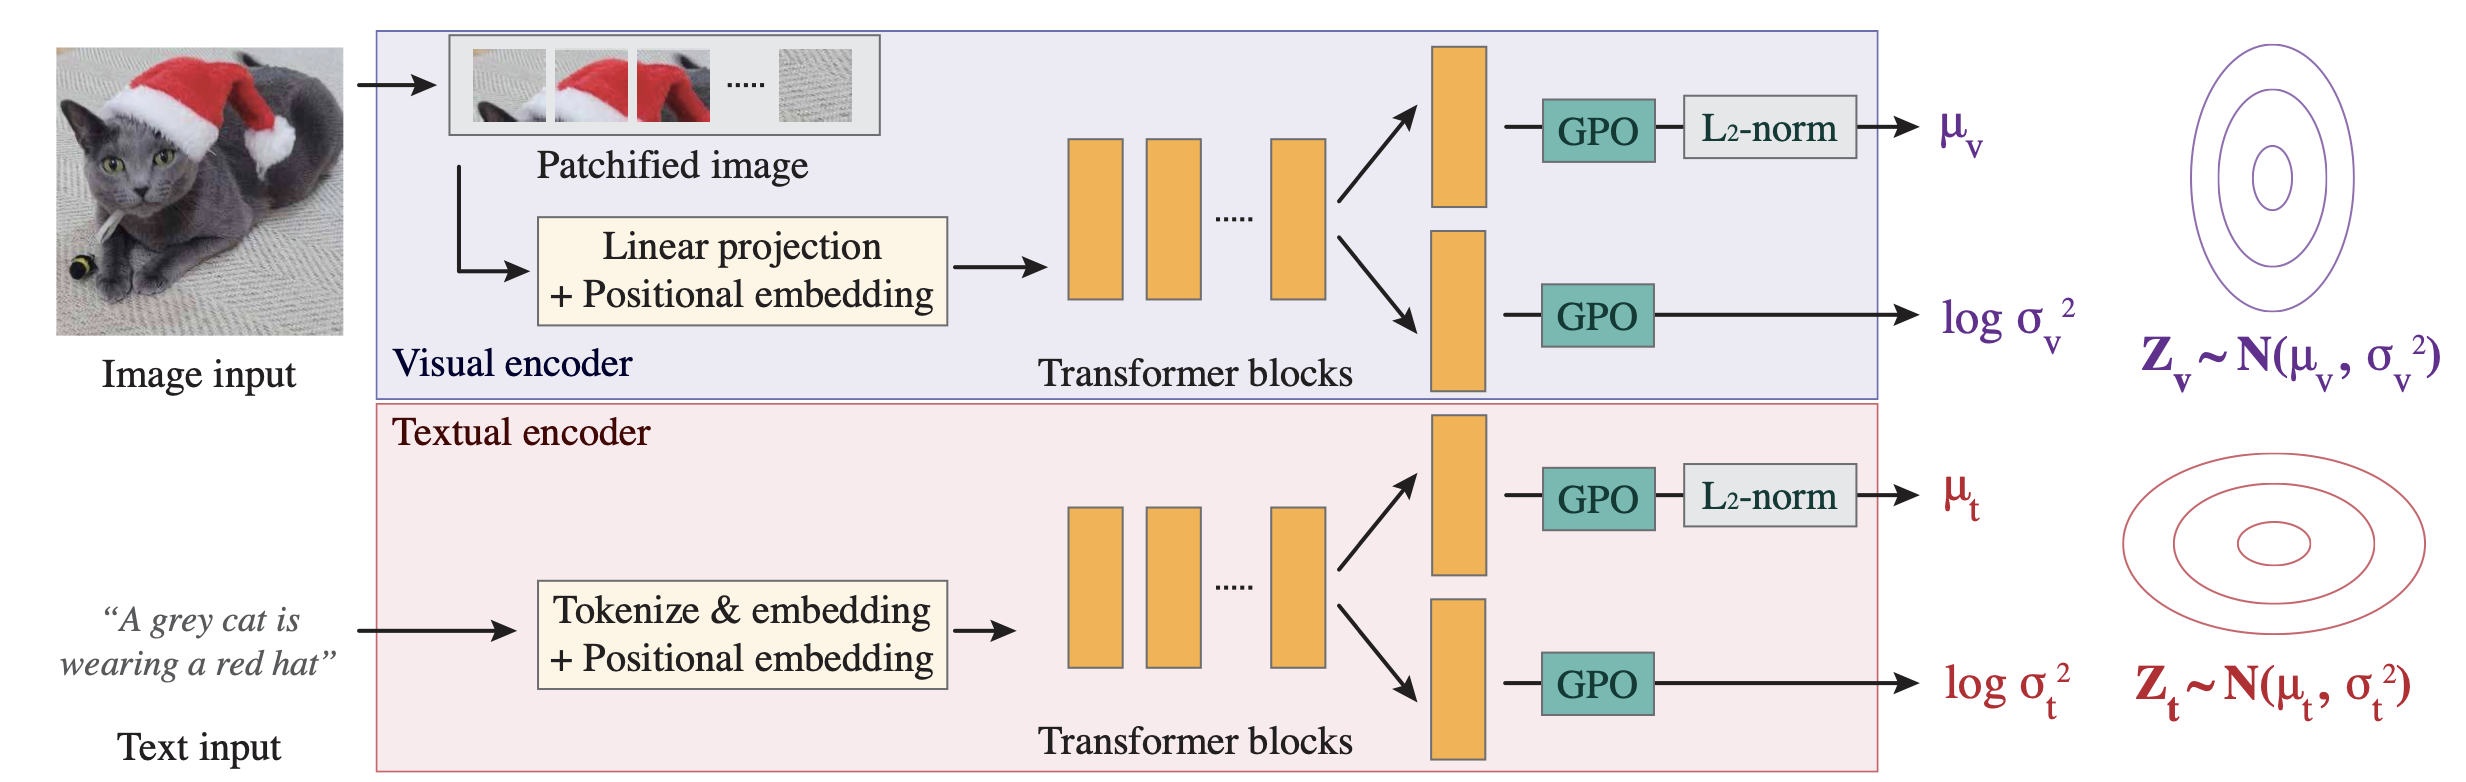 Image input
Patchified image
Linear projection
+ Positional embedding
Visual encoder
Transformer blocks
GPO
L₂-norm
μᵥ
GPO
log σᵥ²
Zᵥ ~ N(μᵥ, σᵥ²)
Textual encoder
“A grey cat is
wearing a red hat”
Text input
Tokenize & embedding
+ Positional embedding
Transformer blocks
GPO
L₂-norm
μₜ
GPO
log σₜ²
Zₜ ~ N(μₜ, σₜ²)